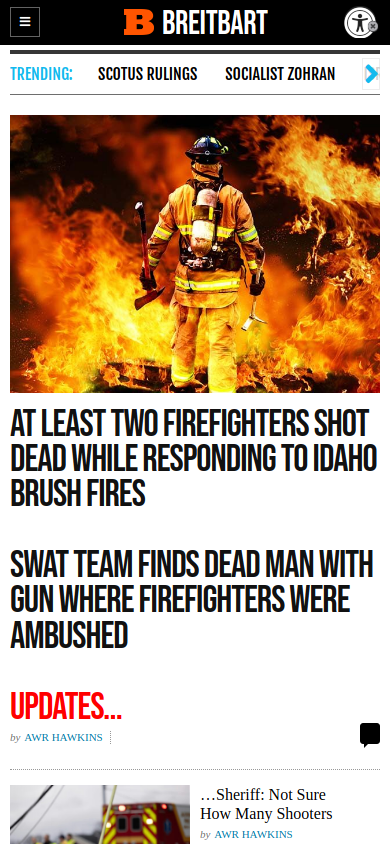 BREITBART
TRENDING:
SCOTUS RULINGS
SOCIALIST ZOHRAN
AT LEAST TWO FIREFIGHTERS SHOT
DEAD WHILE RESPONDING TO IDAHO
BRUSH FIRES
SWAT TEAM FINDS DEAD MAN WITH
GUN WHERE FIREFIGHTERS WERE
AMBUSHED
UPDATES...
by AWR HAWKINS
…Sheriff: Not Sure
How Many Shooters
by AWR HAWKINS